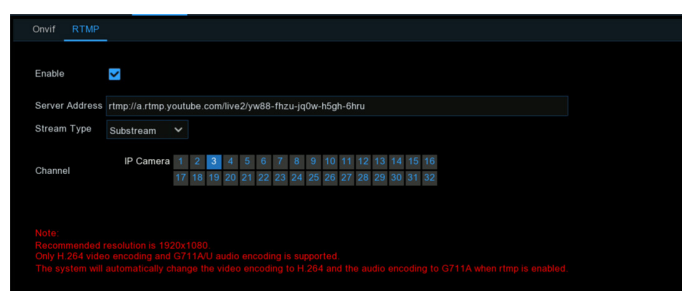 Onvif RTMP
Enable
Server Address rtmp://a.rtmp.youtube.com/live2/yw88-fhzu-jq0w-h5gh-6hru
Stream Type Substream
IP Camera 1 2 3 4 5 6 7 8 9 10 11 12 13 14 15 16
Channel
17 18 19 20 21 22 23 24 25 26 27 28 29 30 31 32
Note:
Recommended resolution is 1920x1080.
Only H 264 video encoding and G711A/U audio encoding is supported.
The system will automatically change the video encoding to H 264 and the audio encoding to G711A when rtmp is enabled.